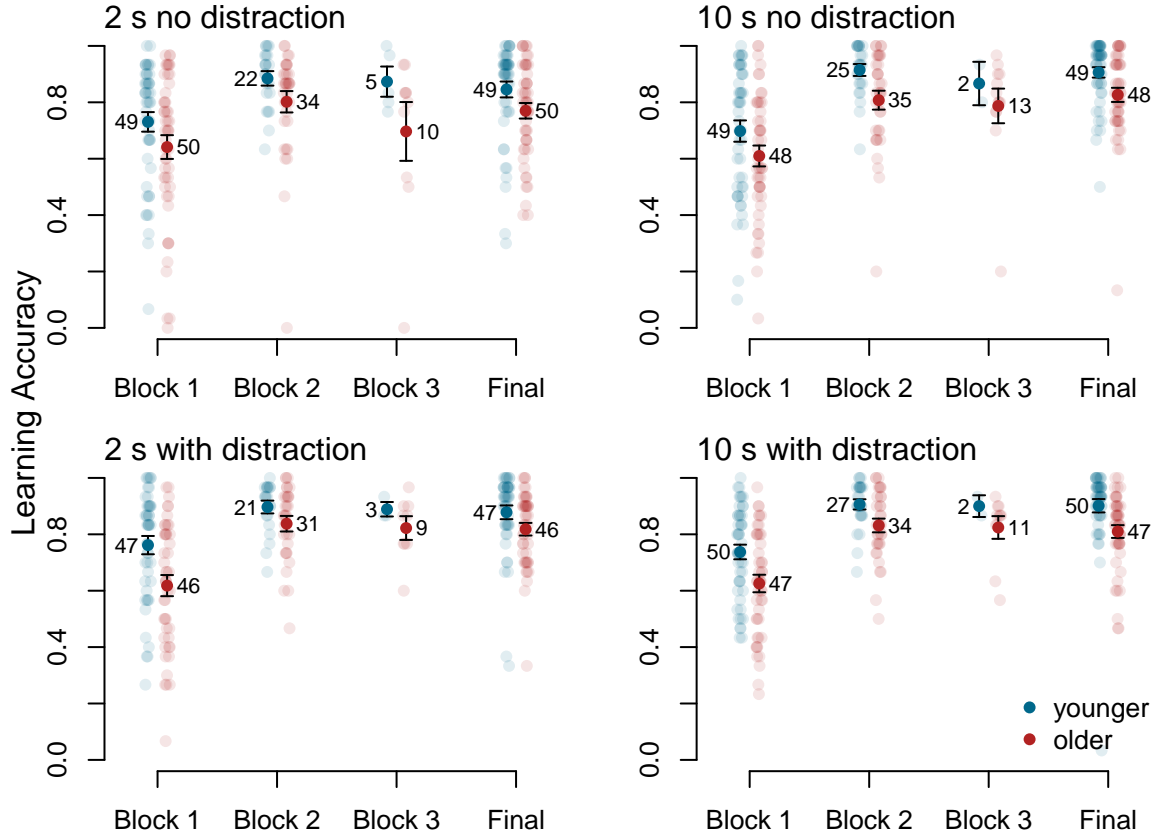 2 s no distraction
10 s no distraction
Learning Accuracy
0.8
0.4
0.0
49
50
22
34
5
10
49
50
Block 1
Block 2
Block 3
Final
0.8
0.4
0.0
49
48
25
35
2
13
49
48
Block 1
Block 2
Block 3
Final
2 s with distraction
10 s with distraction
0.8
0.4
0.0
47
46
21
31
3
9
47
46
Block 1
Block 2
Block 3
Final
0.8
0.4
0.0
50
47
27
34
2
11
50
47
younger
older
Block 1
Block 2
Block 3
Final